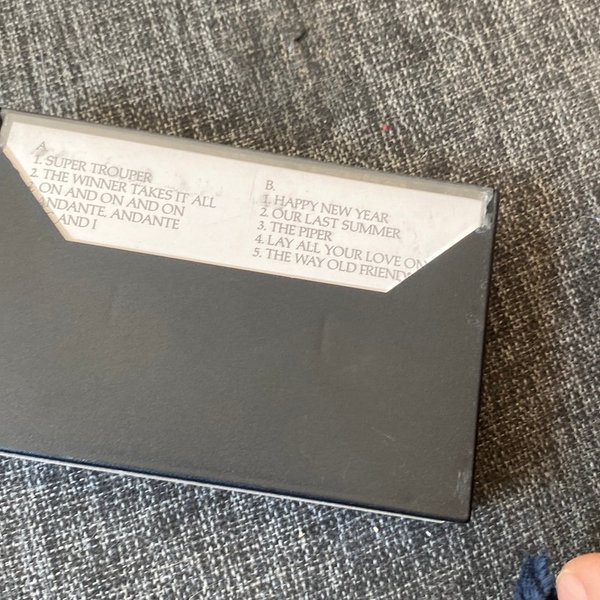 A.
1. SUPER TROUPER
2. THE WINNER TAKES IT ALL
ON AND ON AND ON
ANDANTE, ANDANTE
AND I
B.
1. HAPPY NEW YEAR
2. OUR LAST SUMMER
3. THE PIPER
4. LAY ALL YOUR LOVE ON
5. THE WAY OLD FRIENDS